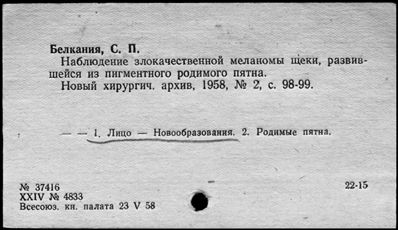 Белкания, С. П.
Наблюдение злокачественной меланомы щеки, развив-
шейся из пигментного родимого пятна.
Новый хирургич. архив, 1958, № 2, с. 98-99.
— — 1. Лицо — Новообразования. 2. Родимые пятна.
№ 37416
22-15
XXIV № 4833
Всесоюз. кн. палата 23 V 58